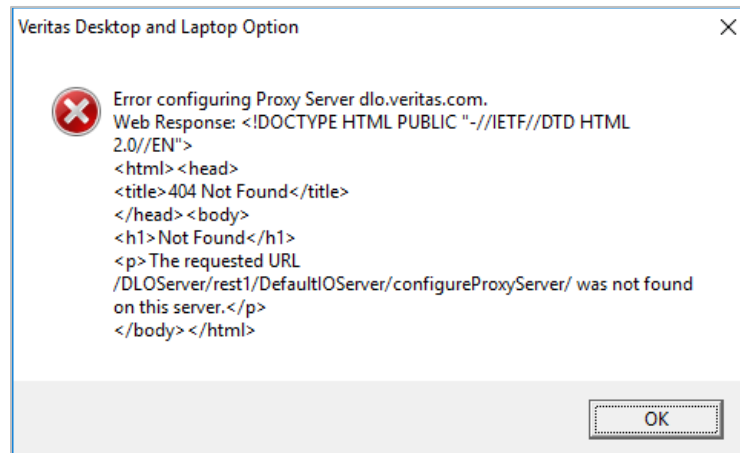 Veritas Desktop and Laptop Option
Error configuring Proxy Server dlo.veritas.com.
Web Response: <!DOCTYPE HTML PUBLIC "-//IETF//DTD HTML
2.0//EN">
<html><head>
<title>404 Not Found</title>
</head><body>
<h1>Not Found</h1>
<p>The requested URL
/DLOServer/rest1/DefaultIOServer/configureProxyServer/ was not found
on this server.</p>
</body></html>
OK